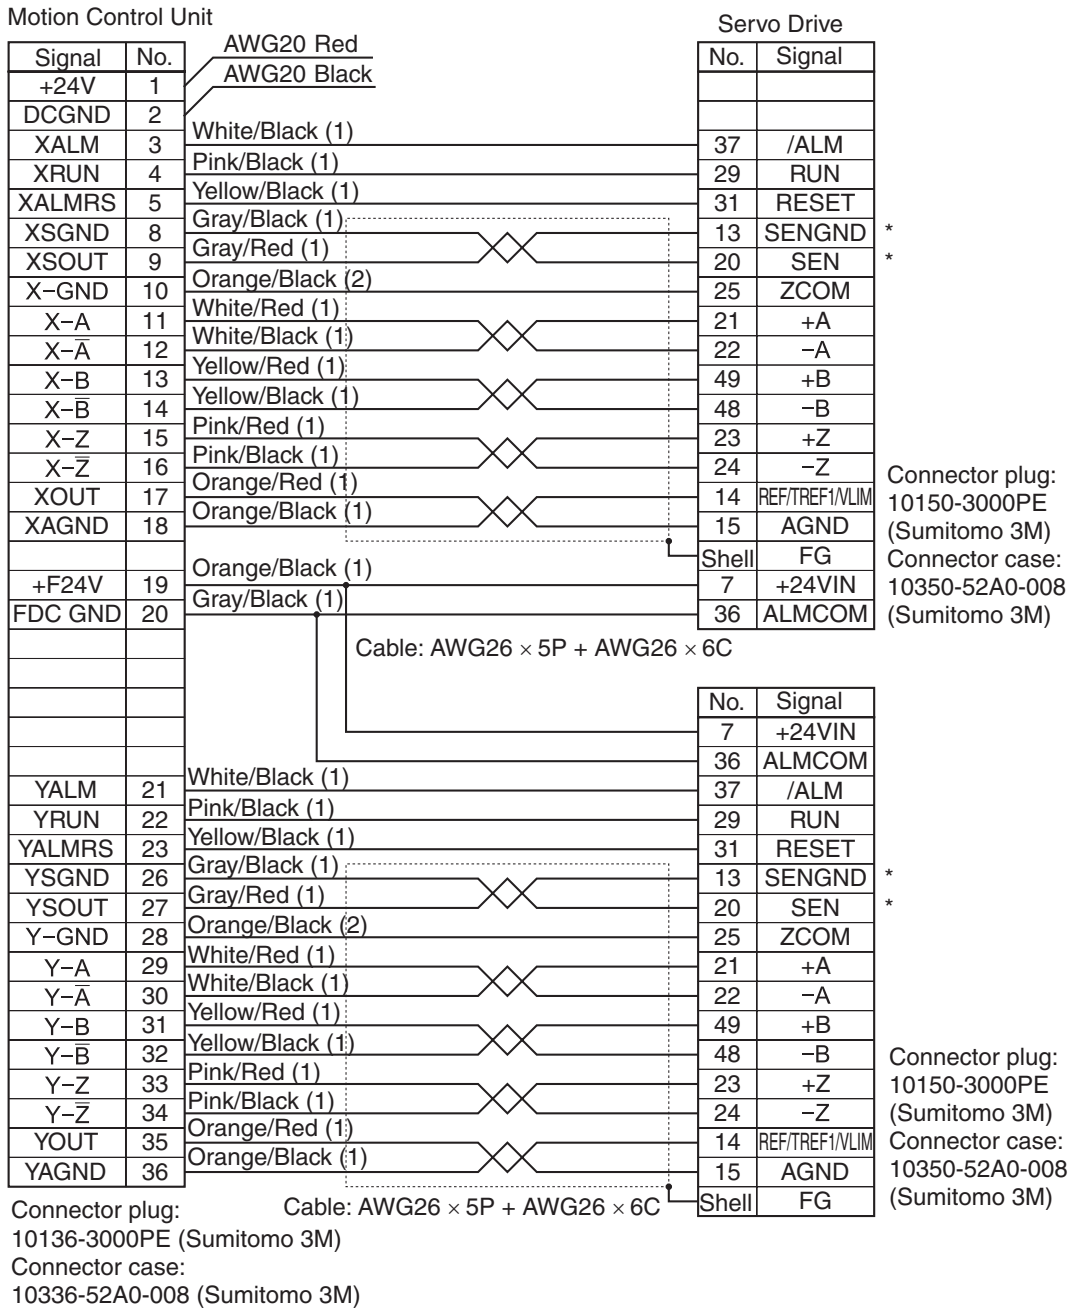 Motion Control Unit
Servo Drive
Signal No. AWG20 Red No. Signal
+24V 1 AWG20 Black
DCGND 2
XALM 3 White/Black (1) 37 /ALM
XRUN 4 Pink/Black (1) 29 RUN
XALMRS 5 Yellow/Black (1) 31 RESET
XSGND 8 Gray/Black (1) 13 SENGND *
XSOUT 9 Gray/Red (1) 20 SEN *
X–GND 10 Orange/Black (2) 25 ZCOM
X–A 11 White/Red (1) 21 +A
X–A̅ 12 White/Black (1) 22 –A
X–B 13 Yellow/Red (1) 49 +B
X–B̅ 14 Yellow/Black (1) 48 –B
X–Z 15 Pink/Red (1) 23 +Z
X–Z̅ 16 Pink/Black (1) 24 –Z
XOUT 17 Orange/Red (1) 14 REF/TREF1/VLIM
XAGND 18 Orange/Black (1) 15 AGND
Shell FG
+F24V 19 Orange/Black (1) 7 +24VIN
FDC GND 20 Gray/Black (1) 36 ALMCOM
Connector plug:
10150-3000PE
(Sumitomo 3M)
Connector case:
10350-52A0-008
(Sumitomo 3M)
Cable: AWG26 × 5P + AWG26 × 6C
No. Signal
7 +24VIN
36 ALMCOM
YALM 21 White/Black (1) 37 /ALM
YRUN 22 Pink/Black (1) 29 RUN
YALMRS 23 Yellow/Black (1) 31 RESET
YSGND 26 Gray/Black (1) 13 SENGND *
YSOUT 27 Gray/Red (1) 20 SEN *
Y–GND 28 Orange/Black (2) 25 ZCOM
Y–A 29 White/Red (1) 21 +A
Y–A̅ 30 White/Black (1) 22 –A
Y–B 31 Yellow/Red (1) 49 +B
Y–B̅ 32 Yellow/Black (1) 48 –B
Y–Z 33 Pink/Red (1) 23 +Z
Y–Z̅ 34 Pink/Black (1) 24 –Z
YOUT 35 Orange/Red (1) 14 REF/TREF1/VLIM
YAGND 36 Orange/Black (1) 15 AGND
Shell FG
Connector plug:
10150-3000PE
(Sumitomo 3M)
Connector case:
10350-52A0-008
(Sumitomo 3M)
Cable: AWG26 × 5P + AWG26 × 6C
Connector plug:
10136-3000PE (Sumitomo 3M)
Connector case:
10336-52A0-008 (Sumitomo 3M)